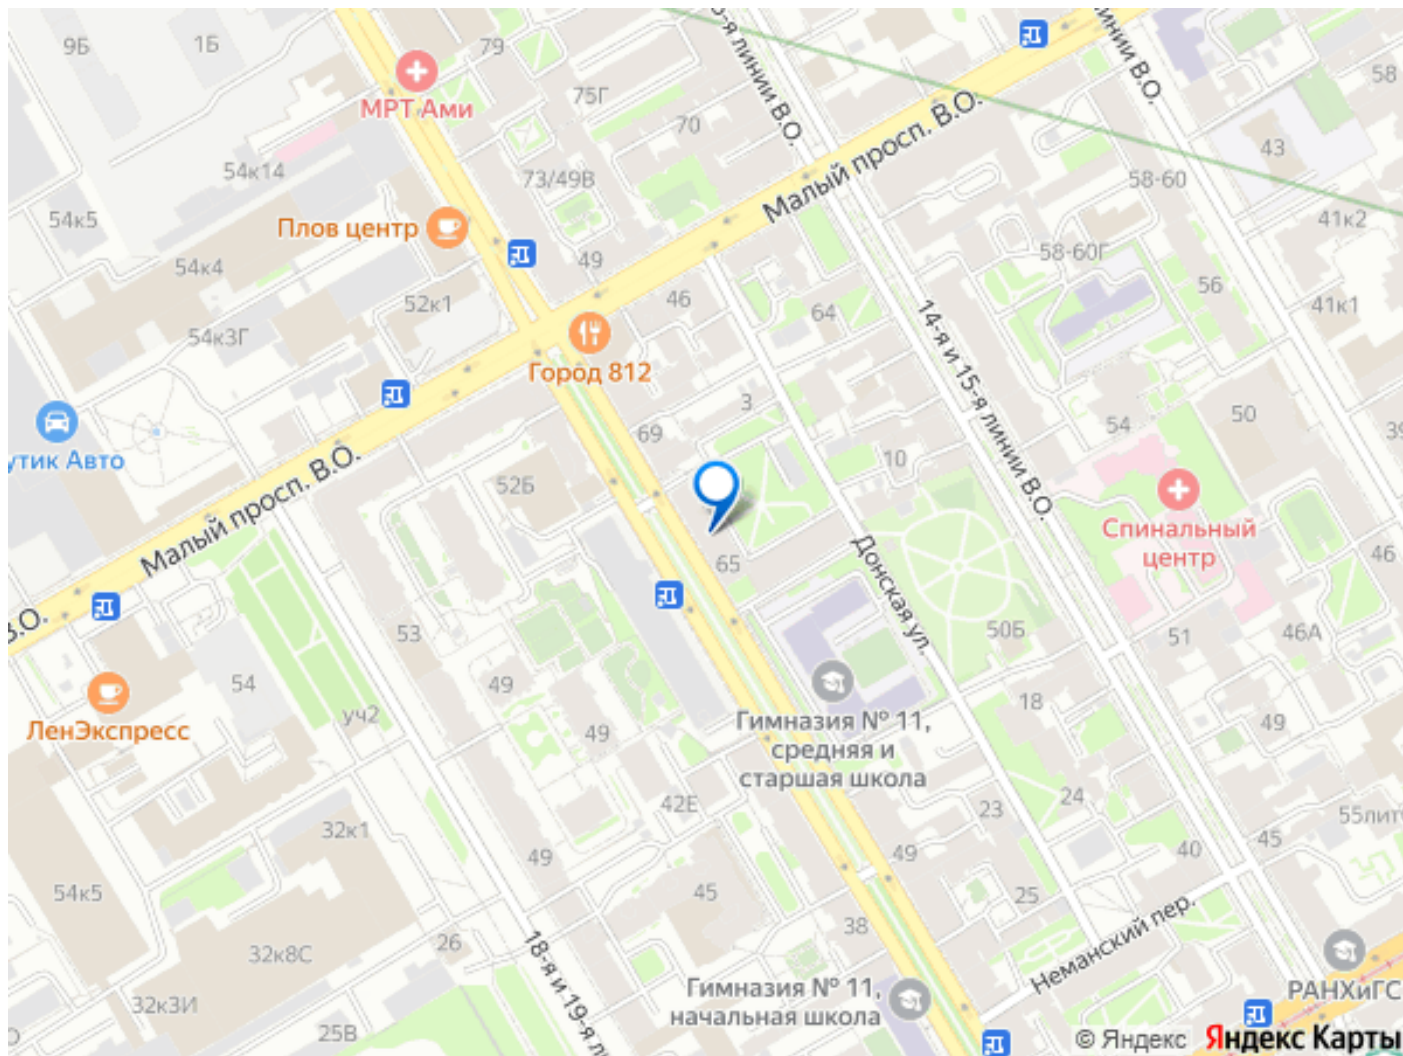 9Б
1Б
79
МРТ Ами
75Г
70
5-я линии В.О.
линии В.О.
58
43
54к14
73/49В
Малый просп. В.О.
58-60
54к5
Плов центр
49
41к2
54к4
58-60Г
52к1
46
56
41к1
54к3Г
64
Город 812
14-я и 15-я линии В.О.
3
69
54
50
39
утик Авто
10
52Б
Малый просп. В.О.
Спинальный
центр
65
46
Донская ул.
В.О.
53
50Б
51
46А
54
49
18
ЛенЭкспресс
уч2
49
Гимназия № 11,
средняя и
старшая школа
49
32к1
42Е
24
23
55лит
49
49
40
45
54к5
45
25
Неманский пер.
26
38
32к8С
18-я и 19-я л
32к3И
Гимназия № 11,
начальная школа
РАНХиГС
25В
© Яндекс Яндекс Карты